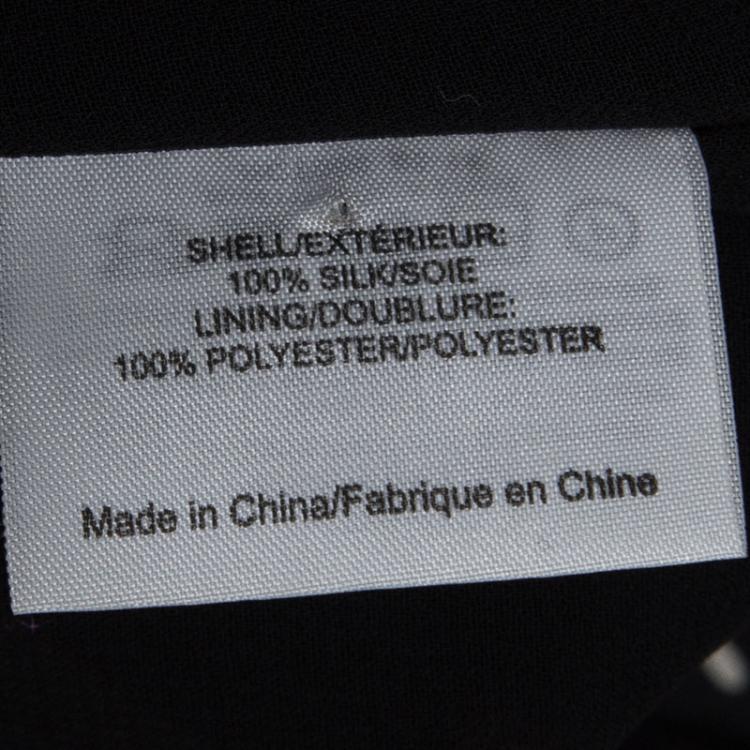 SHELL/EXTÉRIEUR:
100% SILK/SOIE
LINING/DOUBLURE:
100% POLYESTER/POLYESTER
Made in China/Fabrique en Chine